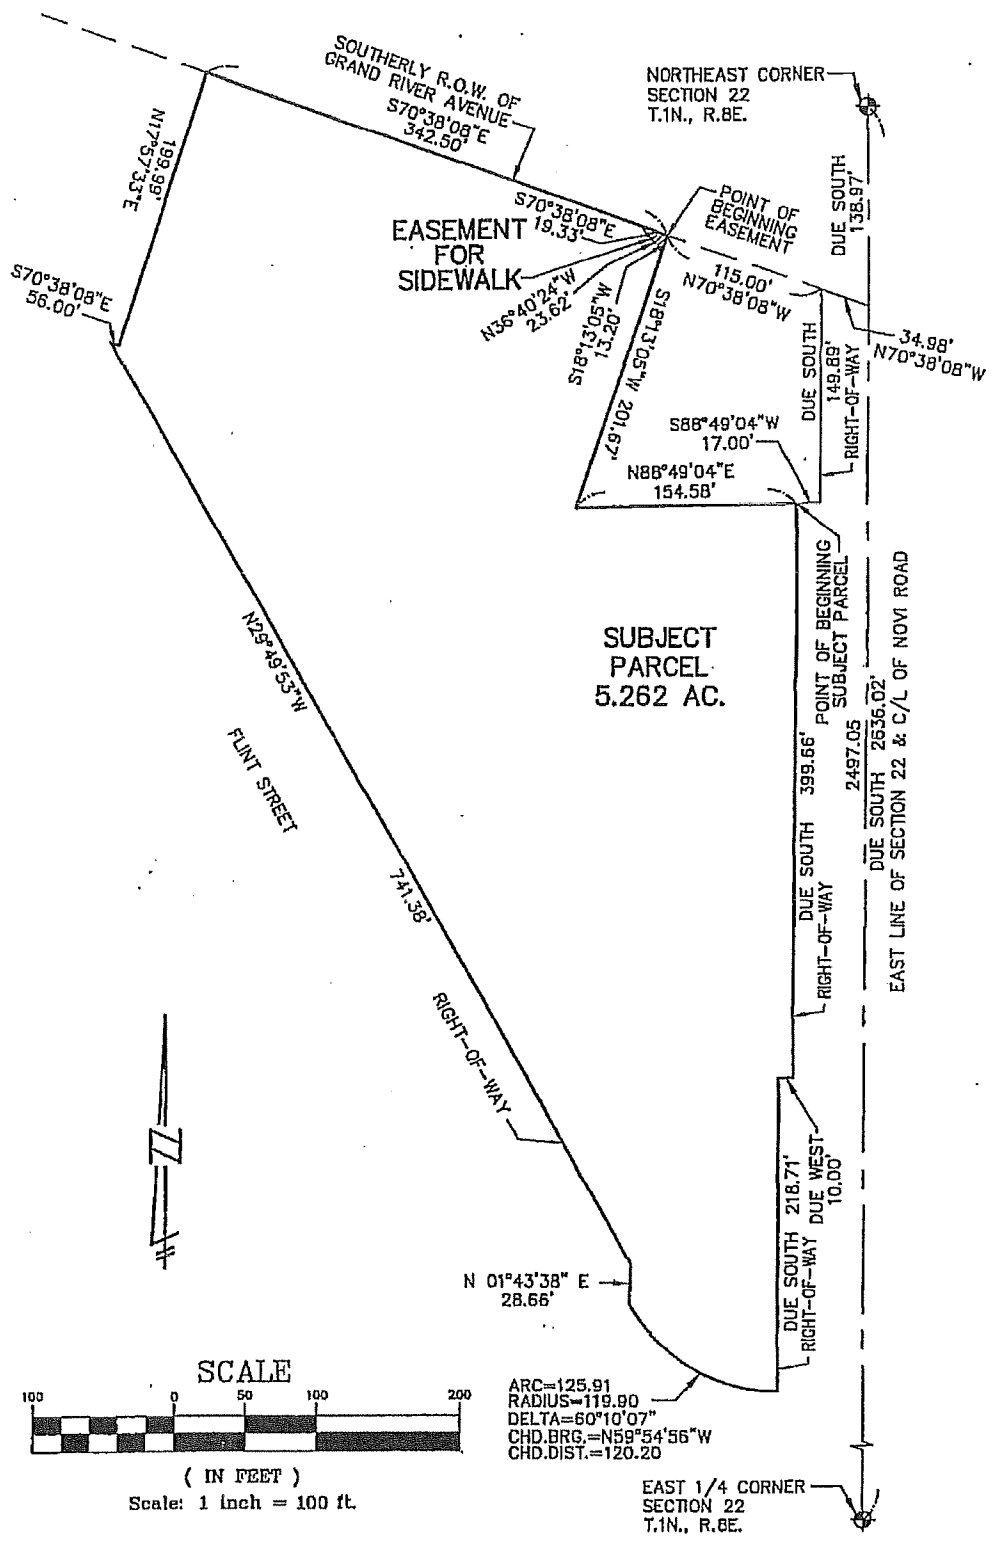 SOUTHERLY R.O.W. OF
GRAND RIVER AVENUE
S70°38'08"E
342.50'
NORTHEAST CORNER
SECTION 22
T.1N., R.8E.
DUE SOUTH
138.97'
N17°57'33"E
199.99'
S70°38'08"E
56.00'
S70°38'08"E
19.33'
EASEMENT
FOR
SIDEWALK
POINT OF
BEGINNING
EASEMENT
N36°40'24"W
23.62'
S18°13'05"W
13.20'
S18°13'05"W 201.67'
115.00'
N70°38'08"W
34.98'
N70°38'08"W
DUE SOUTH
149.89'
RIGHT-OF-WAY
S88°49'04"W
17.00'
N88°49'04"E
154.58'
POINT OF BEGINNING
SUBJECT PARCEL
SUBJECT
PARCEL
5.262 AC.
N29°49'53"W
741.38'
FLINT STREET
RIGHT-OF-WAY
DUE SOUTH 399.66'
RIGHT-OF-WAY
2497.05
DUE SOUTH 2636.02'
EAST LINE OF SECTION 22 & C/L OF NOVI ROAD
DUE WEST
10.00'
DUE SOUTH 218.71'
RIGHT-OF-WAY
N 01°43'38" E
28.66'
ARC=125.91
RADIUS=119.90
DELTA=60°10'07"
CHD.BRG.=N59°54'56"W
CHD.DIST.=120.20
SCALE
100 0 50 100 200
( IN FEET )
Scale: 1 inch = 100 ft.
EAST 1/4 CORNER
SECTION 22
T.1N., R.8E.